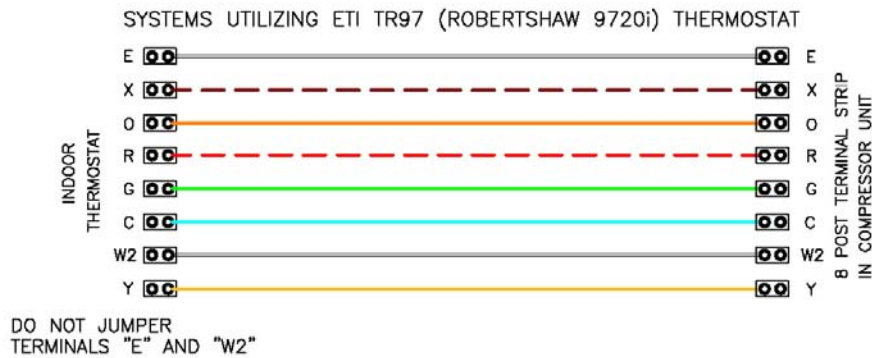 SYSTEMS UTILIZING ETI TR97 (ROBERTSHAW 9720i) THERMOSTAT
INDOOR
THERMOSTAT
E E
X X
O O
R R
G G
C C
W2 W2
Y Y
8 POST TERMINAL STRIP
IN COMPRESSOR UNIT
DO NOT JUMPER
TERMINALS "E" AND "W2"